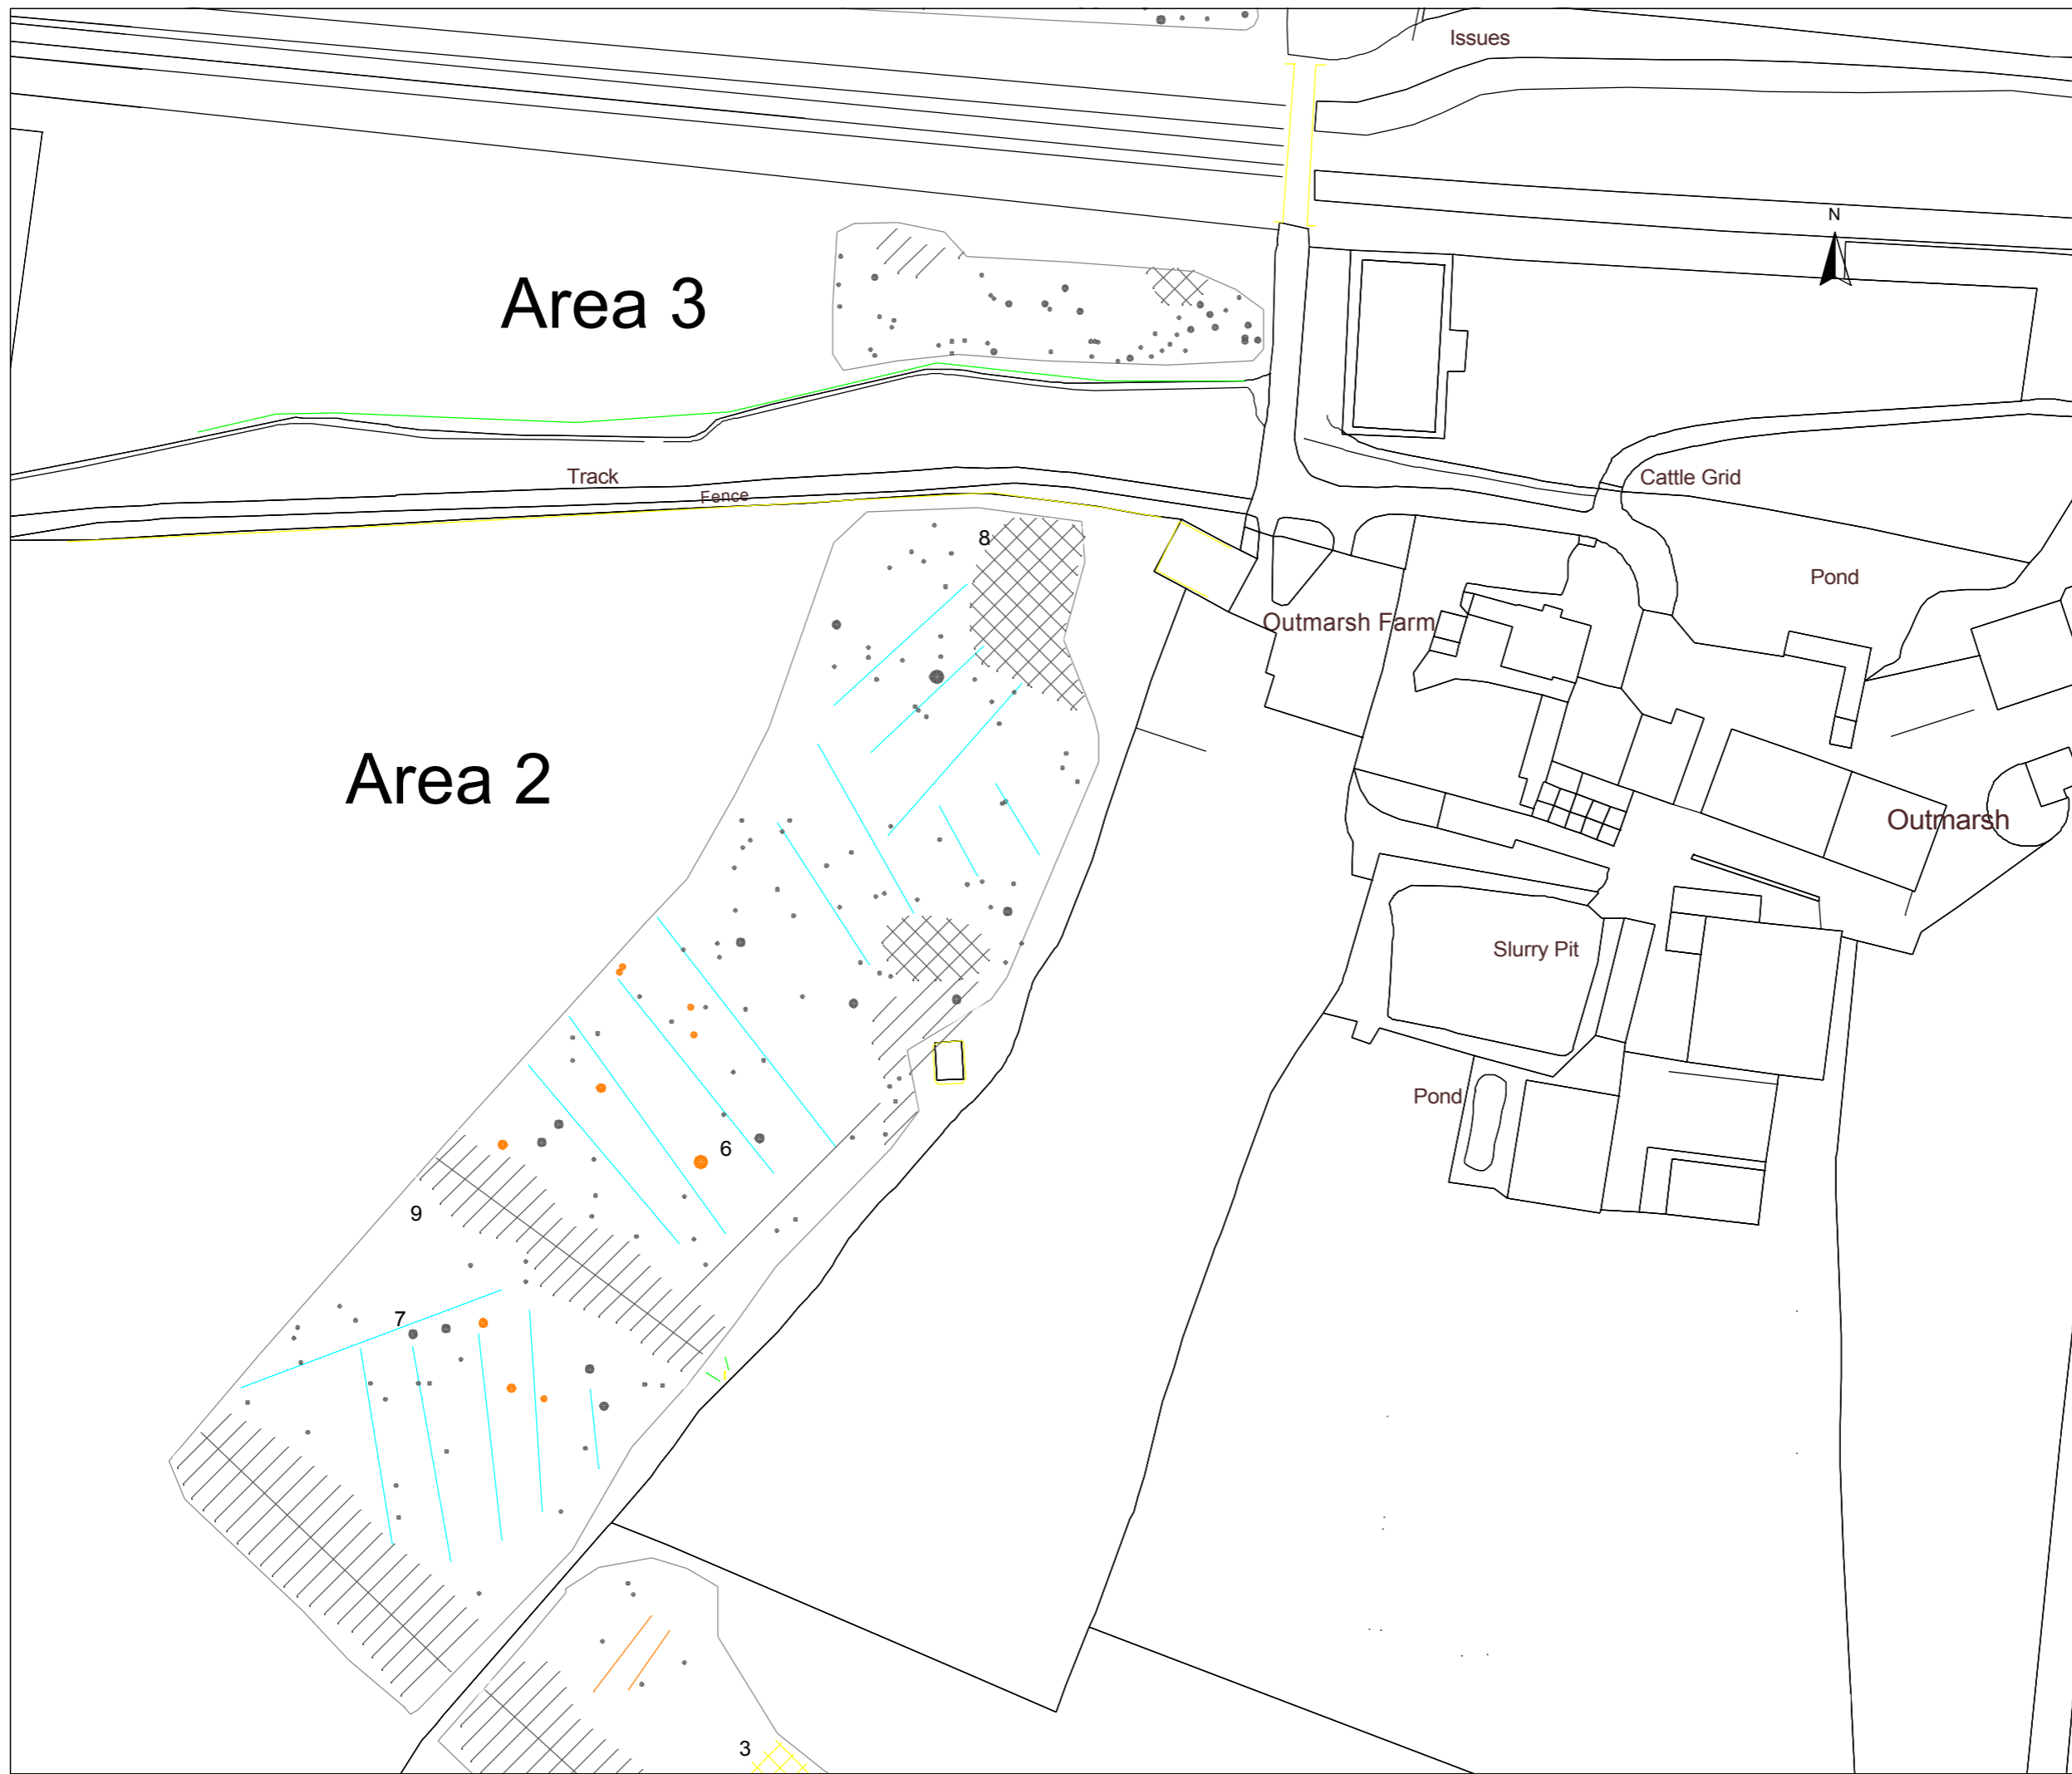 Issues
N
Area 3
Track
Cattle Grid
Fence
8
Pond
Outmarsh Farm
Area 2
Outmarsh
Slurry Pit
Pond
6
9
7
3